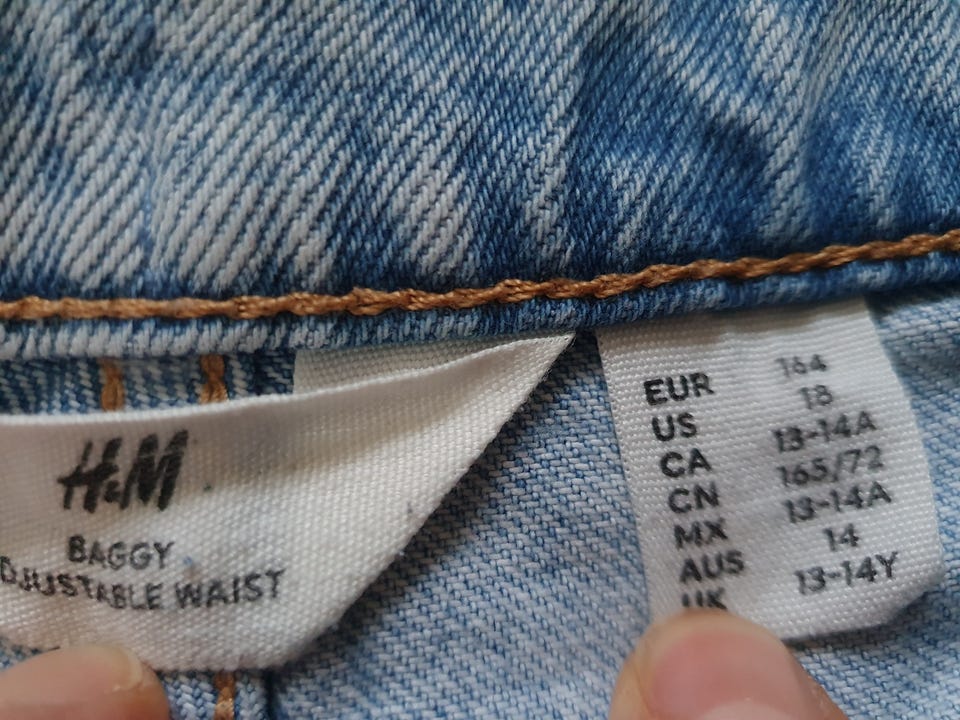 H&M
BAGGY
DJUSTABLE WAIST
EUR 164
US 18
CA 13-14A
CN 165/72
MX 13-14A
AUS 14
UK 13-14Y